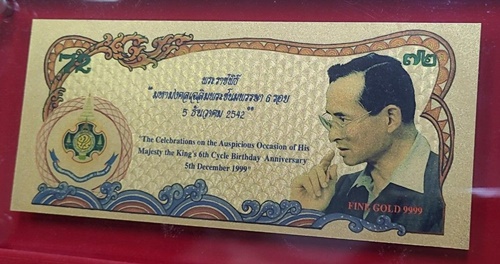 72
๗๒
พระราชพิธี
"มหามงคลเฉลิมพระชนมพรรษา 6 รอบ
5 ธันวาคม 2542"
"The Celebrations on the Auspicious Occasion of His
Majesty the King's 6th Cycle Birthday Anniversary
5th December 1999"
FINE GOLD 9999